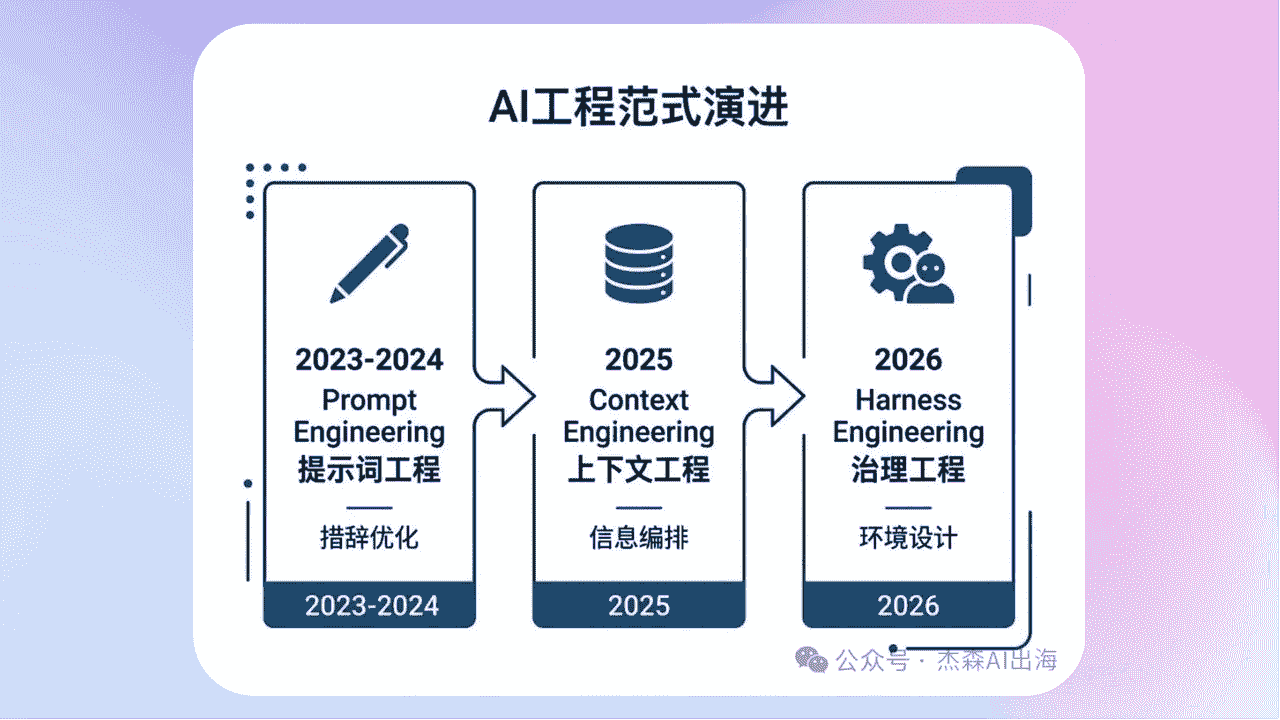 AI工程范式演进
2023-2024
Prompt
Engineering
提示词工程
措辞优化
2023-2024
2025
Context
Engineering
上下文工程
信息编排
2025
2026
Harness
Engineering
治理工程
环境设计
2026
公众号 · 杰森AI出海